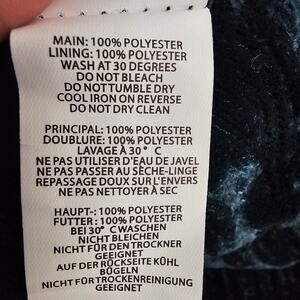 MAIN: 100% POLYESTER
LINING: 100% POLYESTER
WASH AT 30 DEGREES
DO NOT BLEACH
DO NOT TUMBLE DRY
COOL IRON ON REVERSE
DO NOT DRY CLEAN
PRINCIPAL: 100% POLYESTER
DOUBLURE: 100% POLYESTER
LAVAGE À 30° C
NE PAS UTILISER D'EAU DE JAVEL
NE PAS PASSER AU SÈCHE-LINGE
REPASSAGE DOUX SUR L'ENVERS
NE PAS NETTOYER À SEC
HAUPT-: 100% POLYESTER
FUTTER : 100% POLYESTER
BEI 30° C WASCHEN
NICHT BLEICHEN
NICHT FÜR DEN TROCKNER
GEEIGNET
AUF DER RÜCKSEITE KÜHL
BÜGELN
NICHT FÜR TROCKENREINIGUNG
GEEIGNET